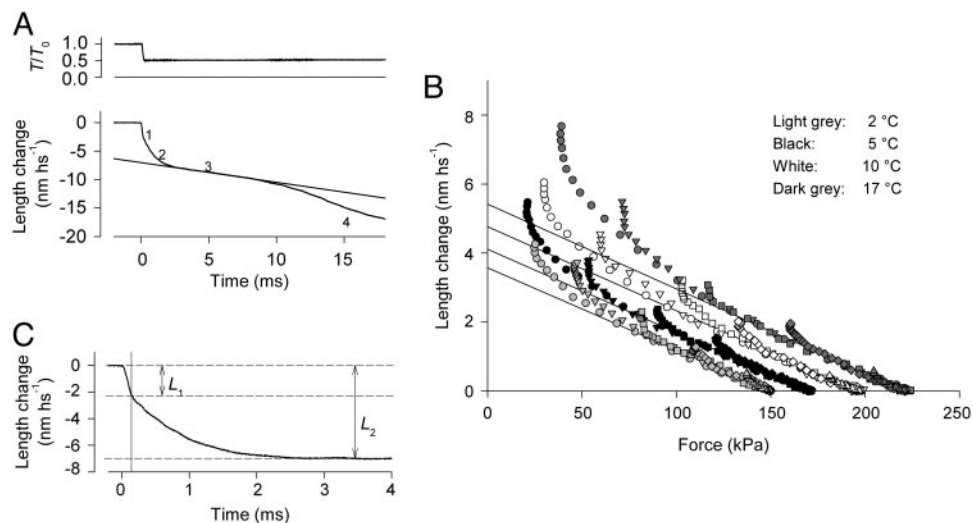 A
T/T₀
1.0
0.5
0.0
Length change
(nm hs⁻¹)
0
-5
-10
-15
-20
1
2
3
4
0 5 10 15
Time (ms)
B
Length change (nm hs⁻¹)
8
6
4
2
0
Light grey: 2 °C
Black: 5 °C
White: 10 °C
Dark grey: 17 °C
0 50 100 150 200 250
Force (kPa)
C
Length change
(nm hs⁻¹)
0
-2
-4
-6
-8
L₁
L₂
0 1 2 3 4
Time (ms)